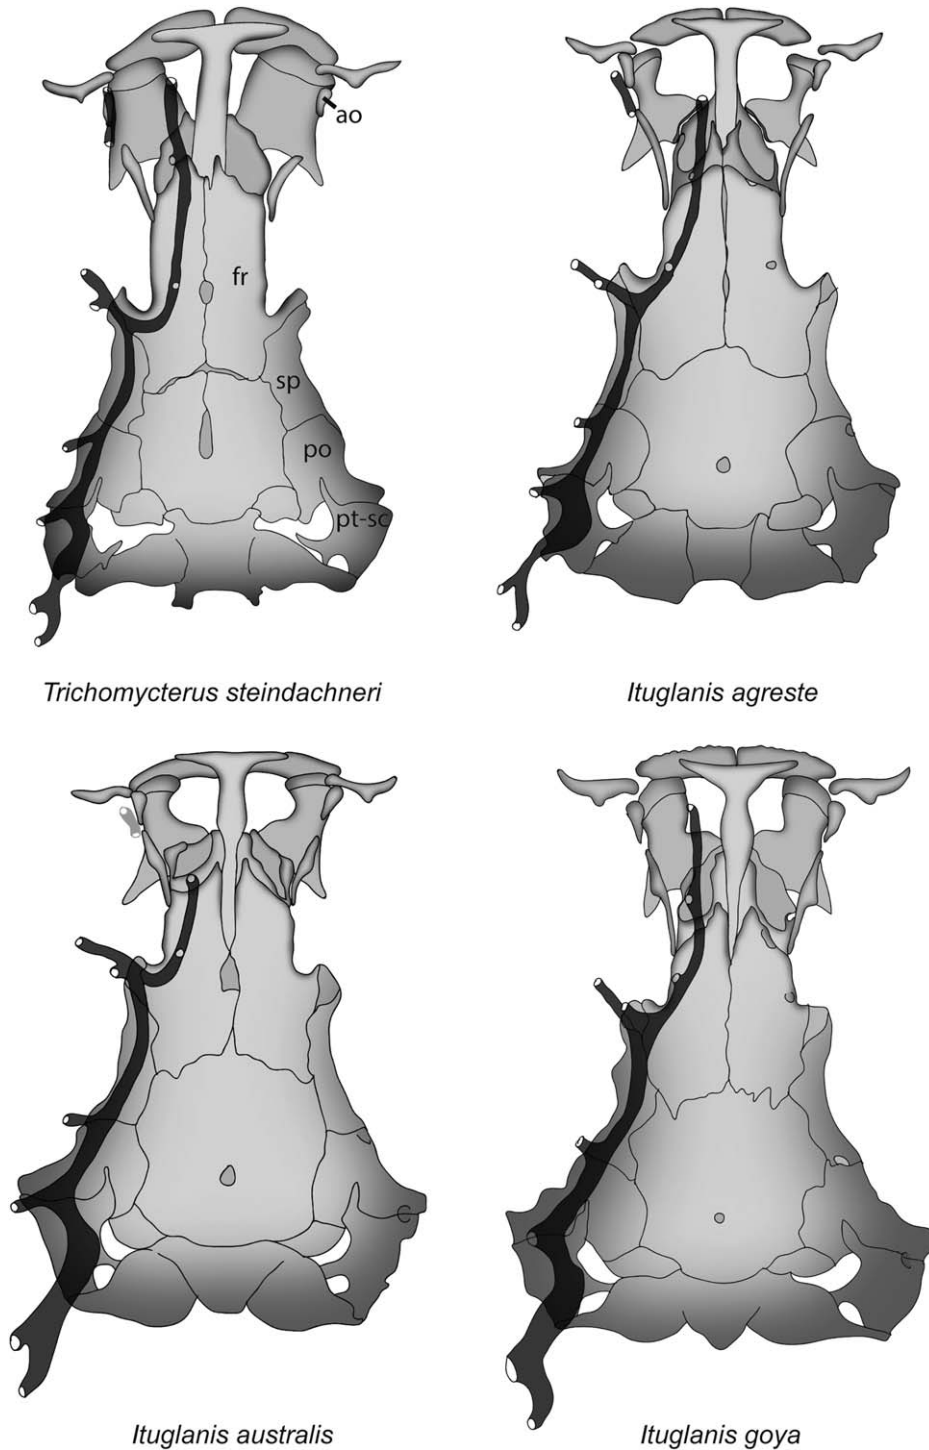 ao
fr
sp
po
pt-sc
Trichomycterus steindachneri
Ituglanis agreste
Ituglanis australis
Ituglanis goya